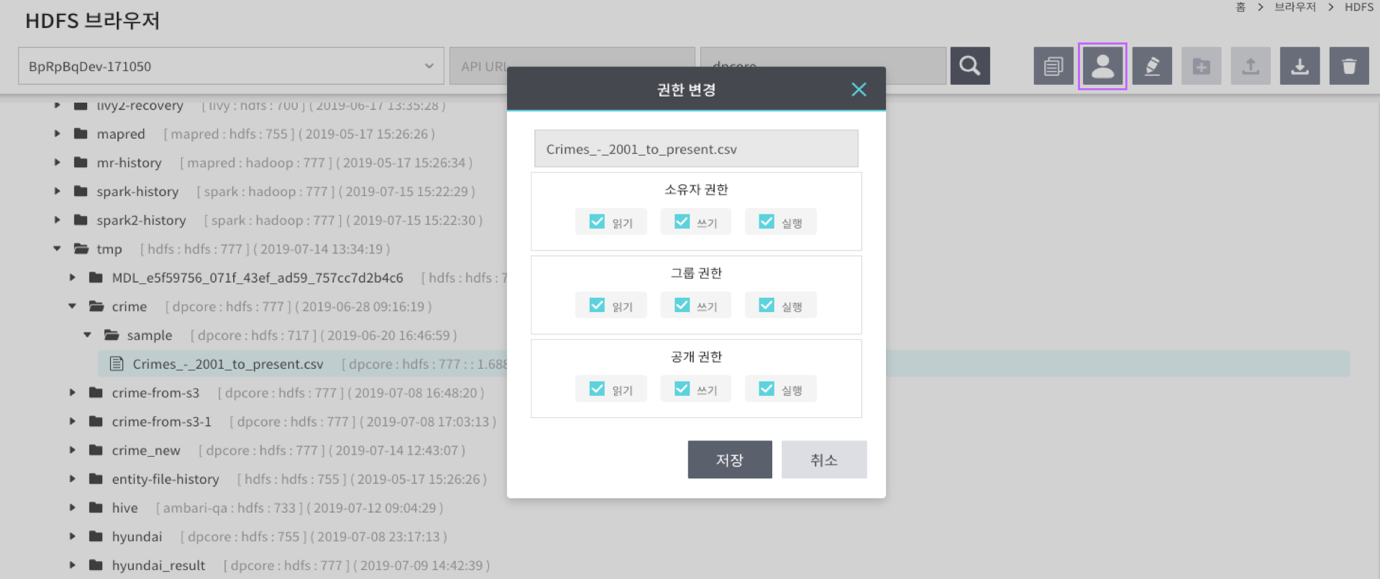 HDFS 브라우저
홈 > 브라우저 > HDFS
BpRpBqDev-171050
API URL
dpcore
livy2-recovery [ livy : hdfs : 700 ] ( 2019-06-17 13:35:28 )
mapred [ mapred : hdfs : 755 ] ( 2019-05-17 15:26:26 )
mr-history [ mapred : hadoop : 777 ] ( 2019-05-17 15:26:34 )
spark-history [ spark : hadoop : 777 ] ( 2019-07-15 15:22:29 )
spark2-history [ spark : hadoop : 777 ] ( 2019-07-15 15:22:30 )
tmp [ hdfs : hdfs : 777 ] ( 2019-07-14 13:34:19 )
MDL_e5f59756_071f_43ef_ad59_757cc7d2b4c6 [ hdfs : hdfs : 7
crime [ dpcore : hdfs : 777 ] ( 2019-06-28 09:16:19 )
sample [ dpcore : hdfs : 717 ] ( 2019-06-20 16:46:59 )
Crimes_-_2001_to_present.csv [ dpcore : hdfs : 777 : : 1.688
crime-from-s3 [ dpcore : hdfs : 777 ] ( 2019-07-08 16:48:20 )
crime-from-s3-1 [ dpcore : hdfs : 777 ] ( 2019-07-08 17:03:13 )
crime_new [ dpcore : hdfs : 777 ] ( 2019-07-14 12:43:07 )
entity-file-history [ hdfs : hdfs : 755 ] ( 2019-05-17 15:26:26 )
hive [ ambari-qa : hdfs : 733 ] ( 2019-07-12 09:04:29 )
hyundai [ dpcore : hdfs : 755 ] ( 2019-07-08 23:17:13 )
hyundai_result [ dpcore : hdfs : 777 ] ( 2019-07-09 14:42:39 )
권한 변경
Crimes_-_2001_to_present.csv
소유자 권한
읽기 쓰기 실행
그룹 권한
읽기 쓰기 실행
공개 권한
읽기 쓰기 실행
저장 취소